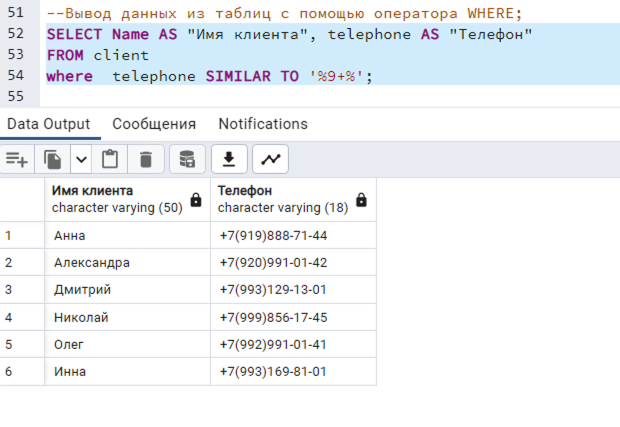 51 --Вывод данных из таблиц с помощью оператора WHERE;
52 SELECT Name AS "Имя клиента", telephone AS "Телефон"
53 FROM client
54 where  telephone SIMILAR TO '%9+%';
55
Data Output Сообщения Notifications
Имя клиента Телефон
character varying (50) character varying (18)
1 Анна +7(919)888-71-44
2 Александра +7(920)991-01-42
3 Дмитрий +7(993)129-13-01
4 Николай +7(999)856-17-45
5 Олег +7(992)991-01-41
6 Инна +7(993)169-81-01